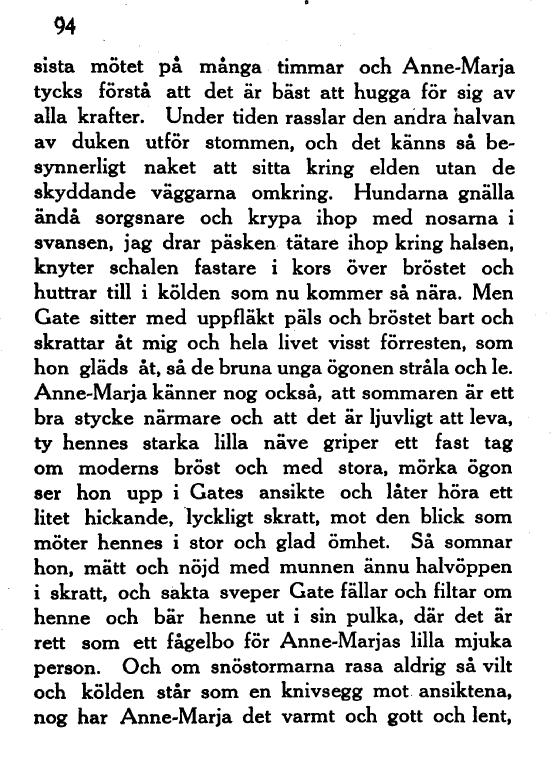 94
sista mötet på många timmar och Anne-Marja
tycks förstå att det är bäst att hugga för sig av
alla krafter. Under tiden rasslar den andra halvan
av duken utför stommen, och det känns så be-
synnerligt naket att sitta kring elden utan de
skyddande väggarna omkring. Hundarna gnälla
ändå sorgsnare och krypa ihop med nosarna i
svansen, jag drar päsken tätare ihop kring halsen,
knyter schalen fastare i kors över bröstet och
huttrar till i kölden som nu kommer så nära. Men
Gate sitter med uppfläkt päls och bröstet bart och
skrattar åt mig och hela livet visst förresten, som
hon gläds åt, så de bruna unga ögonen stråla och le.
Anne-Marja känner nog också, att sommaren är ett
bra stycke närmare och att det är ljuvligt att leva,
ty hennes starka lilla näve griper ett fast tag
om moderns bröst och med stora, mörka ögon
ser hon upp i Gates ansikte och låter höra ett
litet hickande, lyckligt skratt, mot den blick som
möter hennes i stor och glad ömhet. Så somnar
hon, mätt och nöjd med munnen ännu halvöppen
i skratt, och sakta sveper Gate fällar och filtar om
henne och bär henne ut i sin pulka, där det är
rett som ett fågelbo för Anne-Marjas lilla mjuka
person. Och om snöstormarna rasa aldrig så vilt
och kölden står som en knivsegg mot ansiktena,
nog har Anne-Marja det varmt och gott och lent,